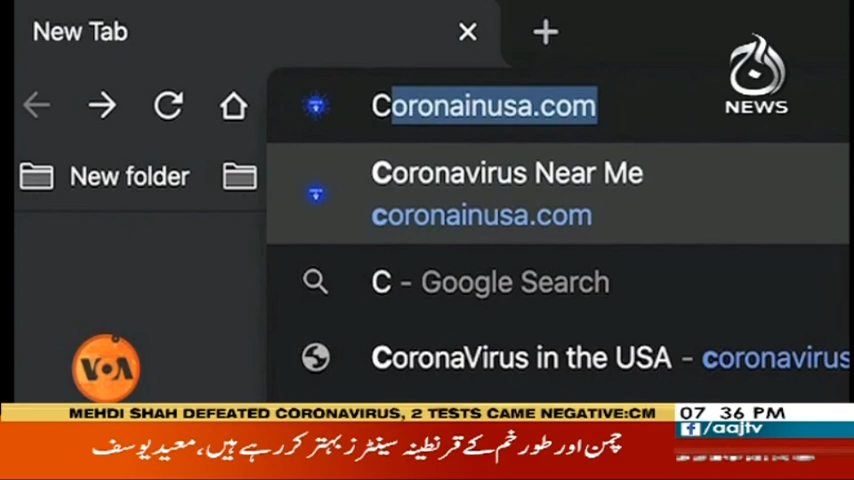 New Tab
Coronainusa.com
NEWS
New folder
Coronavirus Near Me
coronainusa.com
C - Google Search
CoronaVirus in the USA - coronavirus
VOA
MEHDI SHAH DEFEATED CORONAVIRUS, 2 TESTS CAME NEGATIVE:CM
07 36 PM
f/aajtv
چمن اور طورخم کے قرنطینہ سینٹرز بہتر کر رہے ہیں، معید یوسف